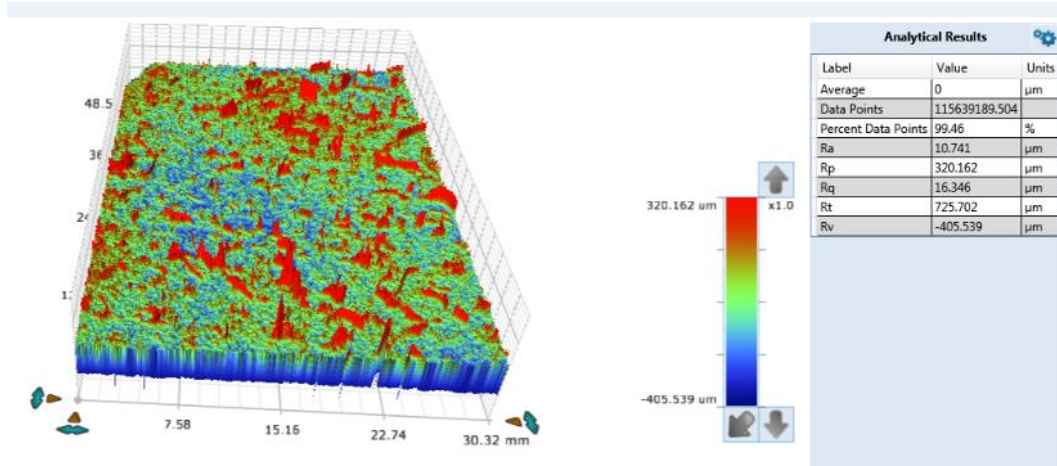 Analytical Results
Label Value Units
Average 0 µm
Data Points 115639189.504
Percent Data Points 99.46 %
Ra 10.741 µm
Rp 320.162 µm
Rq 16.346 µm
Rt 725.702 µm
Rv -405.539 µm
48.5
36
24
320.162 um x1.0
-405.539 um
7.58
15.16
22.74
30.32 mm